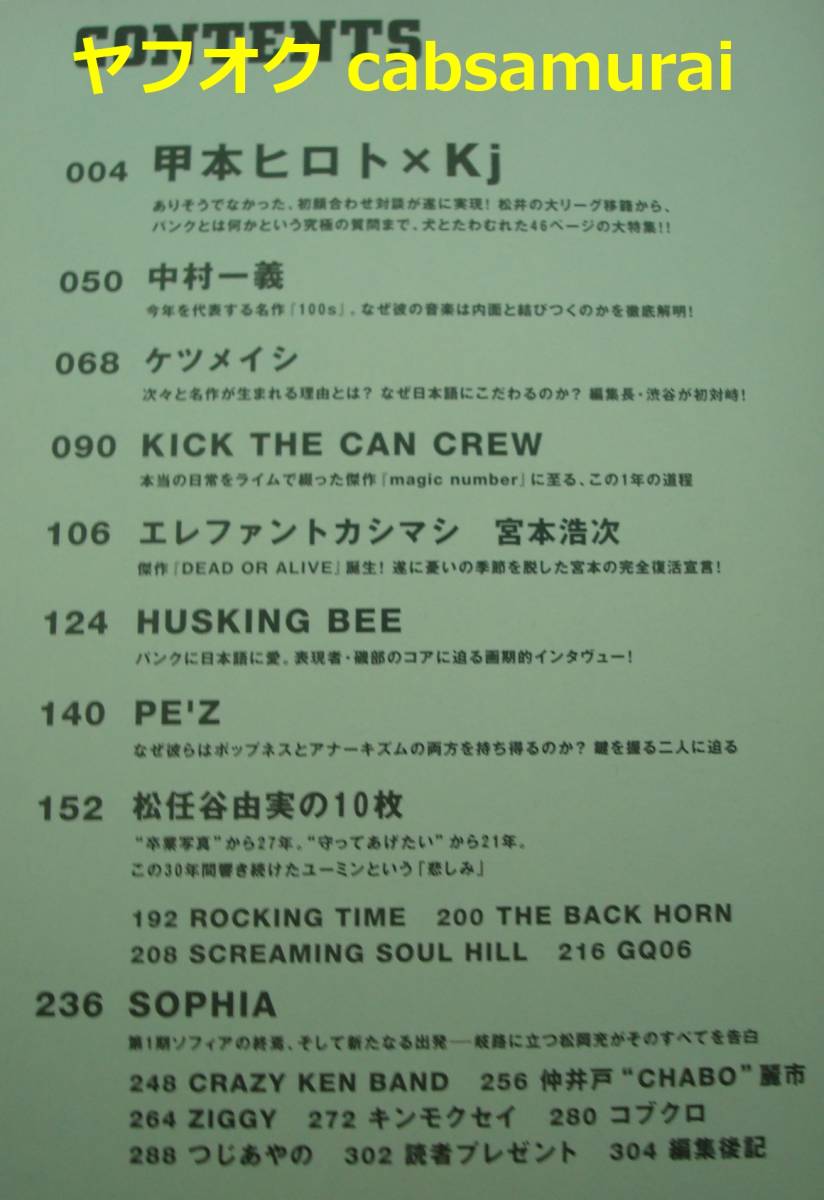 CONTENTS
ヤフオク cabsamurai
004 甲本ヒロト×Kj
ありそうでなかった、初顔合わせ対談が遂に実現! 松井の大リーグ移籍から、
パンクとは何かという究極の質問まで、犬とたわむれた46ページの大特集!!
050 中村一義
今年を代表する名作『100s』。なぜ彼の音楽は内面と結びつくのかを徹底解明!
068 ケツメイシ
次々と名作が生まれる理由とは? なぜ日本語にこだわるのか? 編集長・渋谷が初対峙!
090 KICK THE CAN CREW
本当の日常をライムで綴った傑作『magic number』に至る、この1年の道程
106 エレファントカシマシ 宮本浩次
傑作『DEAD OR ALIVE』誕生! 遂に憂いの季節を脱した宮本の完全復活宣言!
124 HUSKING BEE
パンクに日本語に愛。表現者・磯部のコアに迫る画期的インタヴュー!
140 PE'Z
なぜ彼らはポップネスとアナーキズムの両方を持ち得るのか? 鍵を握る二人に迫る
152 松任谷由実の10枚
“卒業写真”から27年。“守ってあげたい”から21年。
この30年間響き続けたユーミンという「悲しみ」
192 ROCKING TIME 200 THE BACK HORN
208 SCREAMING SOUL HILL 216 GQ06
236 SOPHIA
第1期ソフィアの終焉、そして新たなる出発──岐路に立つ松岡充がそのすべてを告白
248 CRAZY KEN BAND 256 仲井戸“CHABO”麗市
264 ZIGGY 272 キンモクセイ 280 コブクロ
288 つじあやの 302 読者プレゼント 304 編集後記